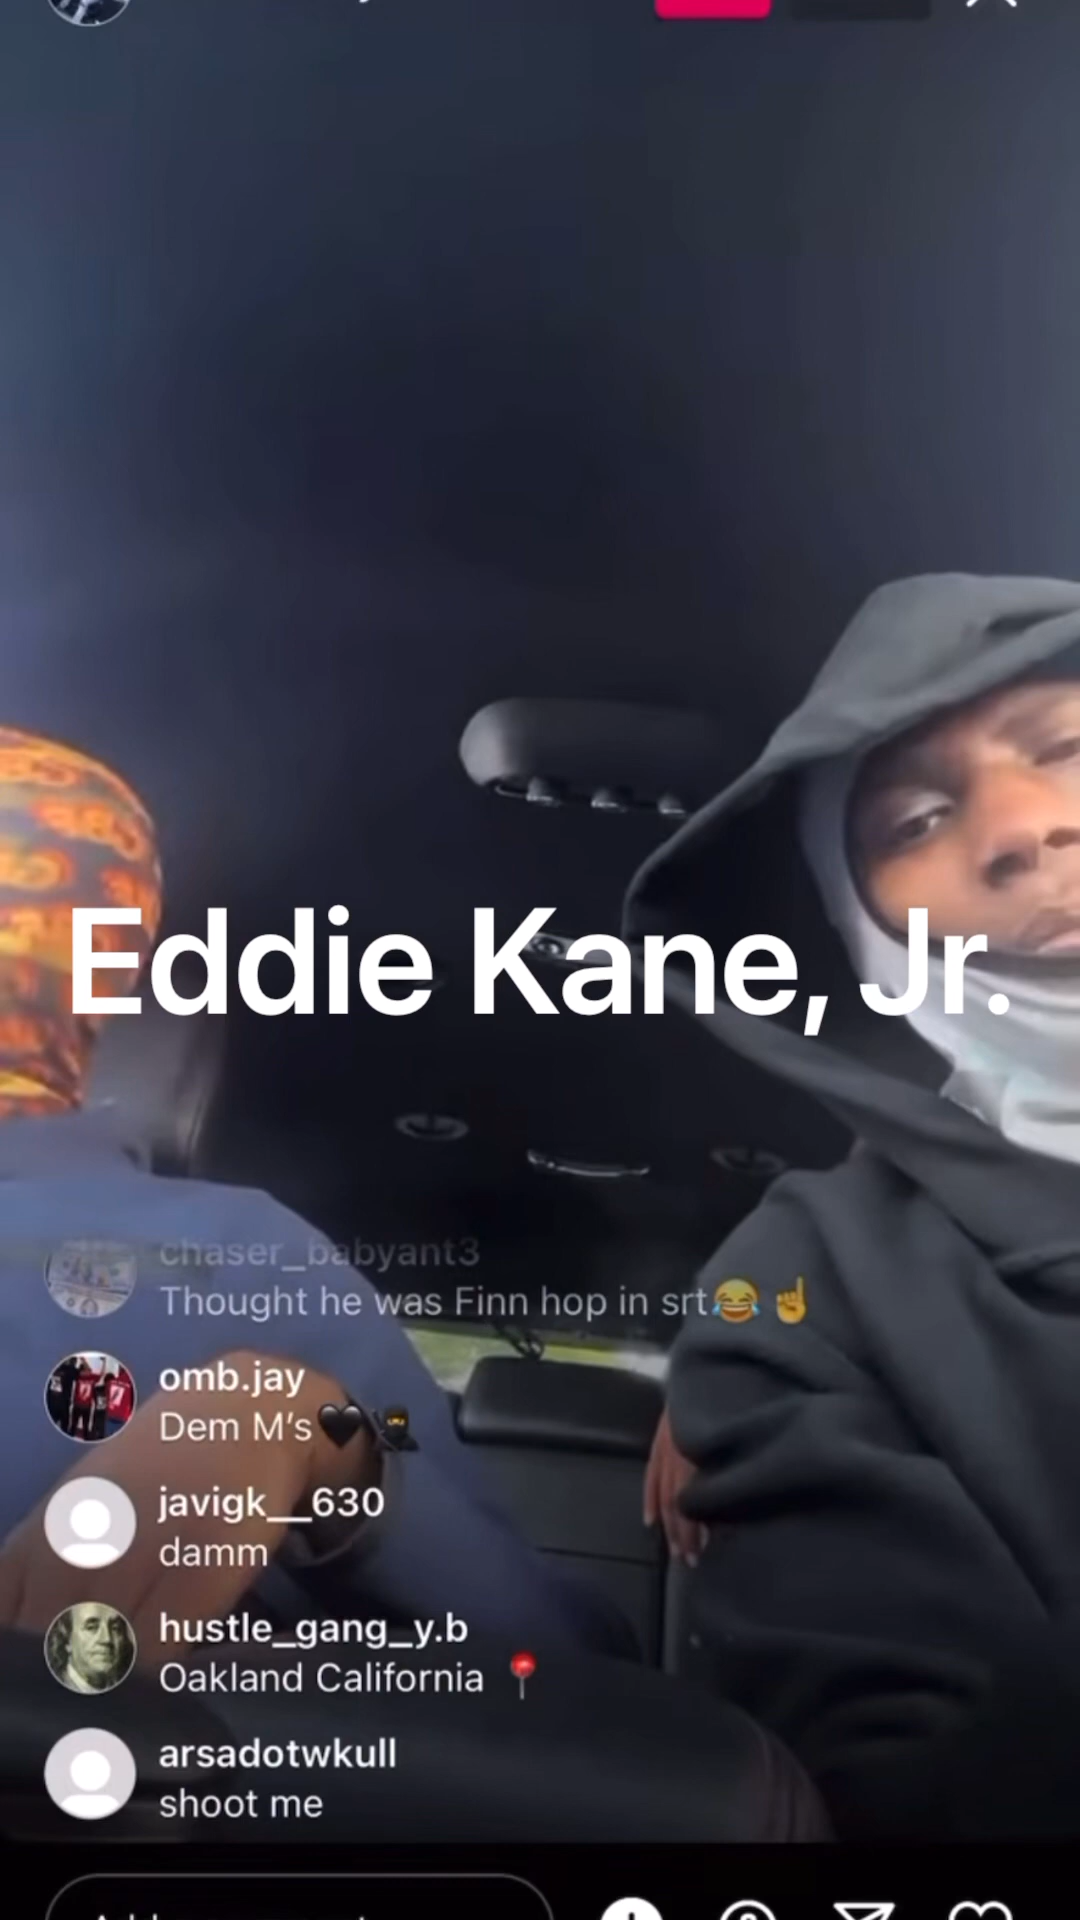 Eddie Kane, Jr.
chaser_babyant3
Thought he was Finn hop in srt😂☝️
omb.jay
Dem M's🖤🥷
javigk__630
damm
hustle_gang_y.b
Oakland California 📍
arsadotwkull
shoot me